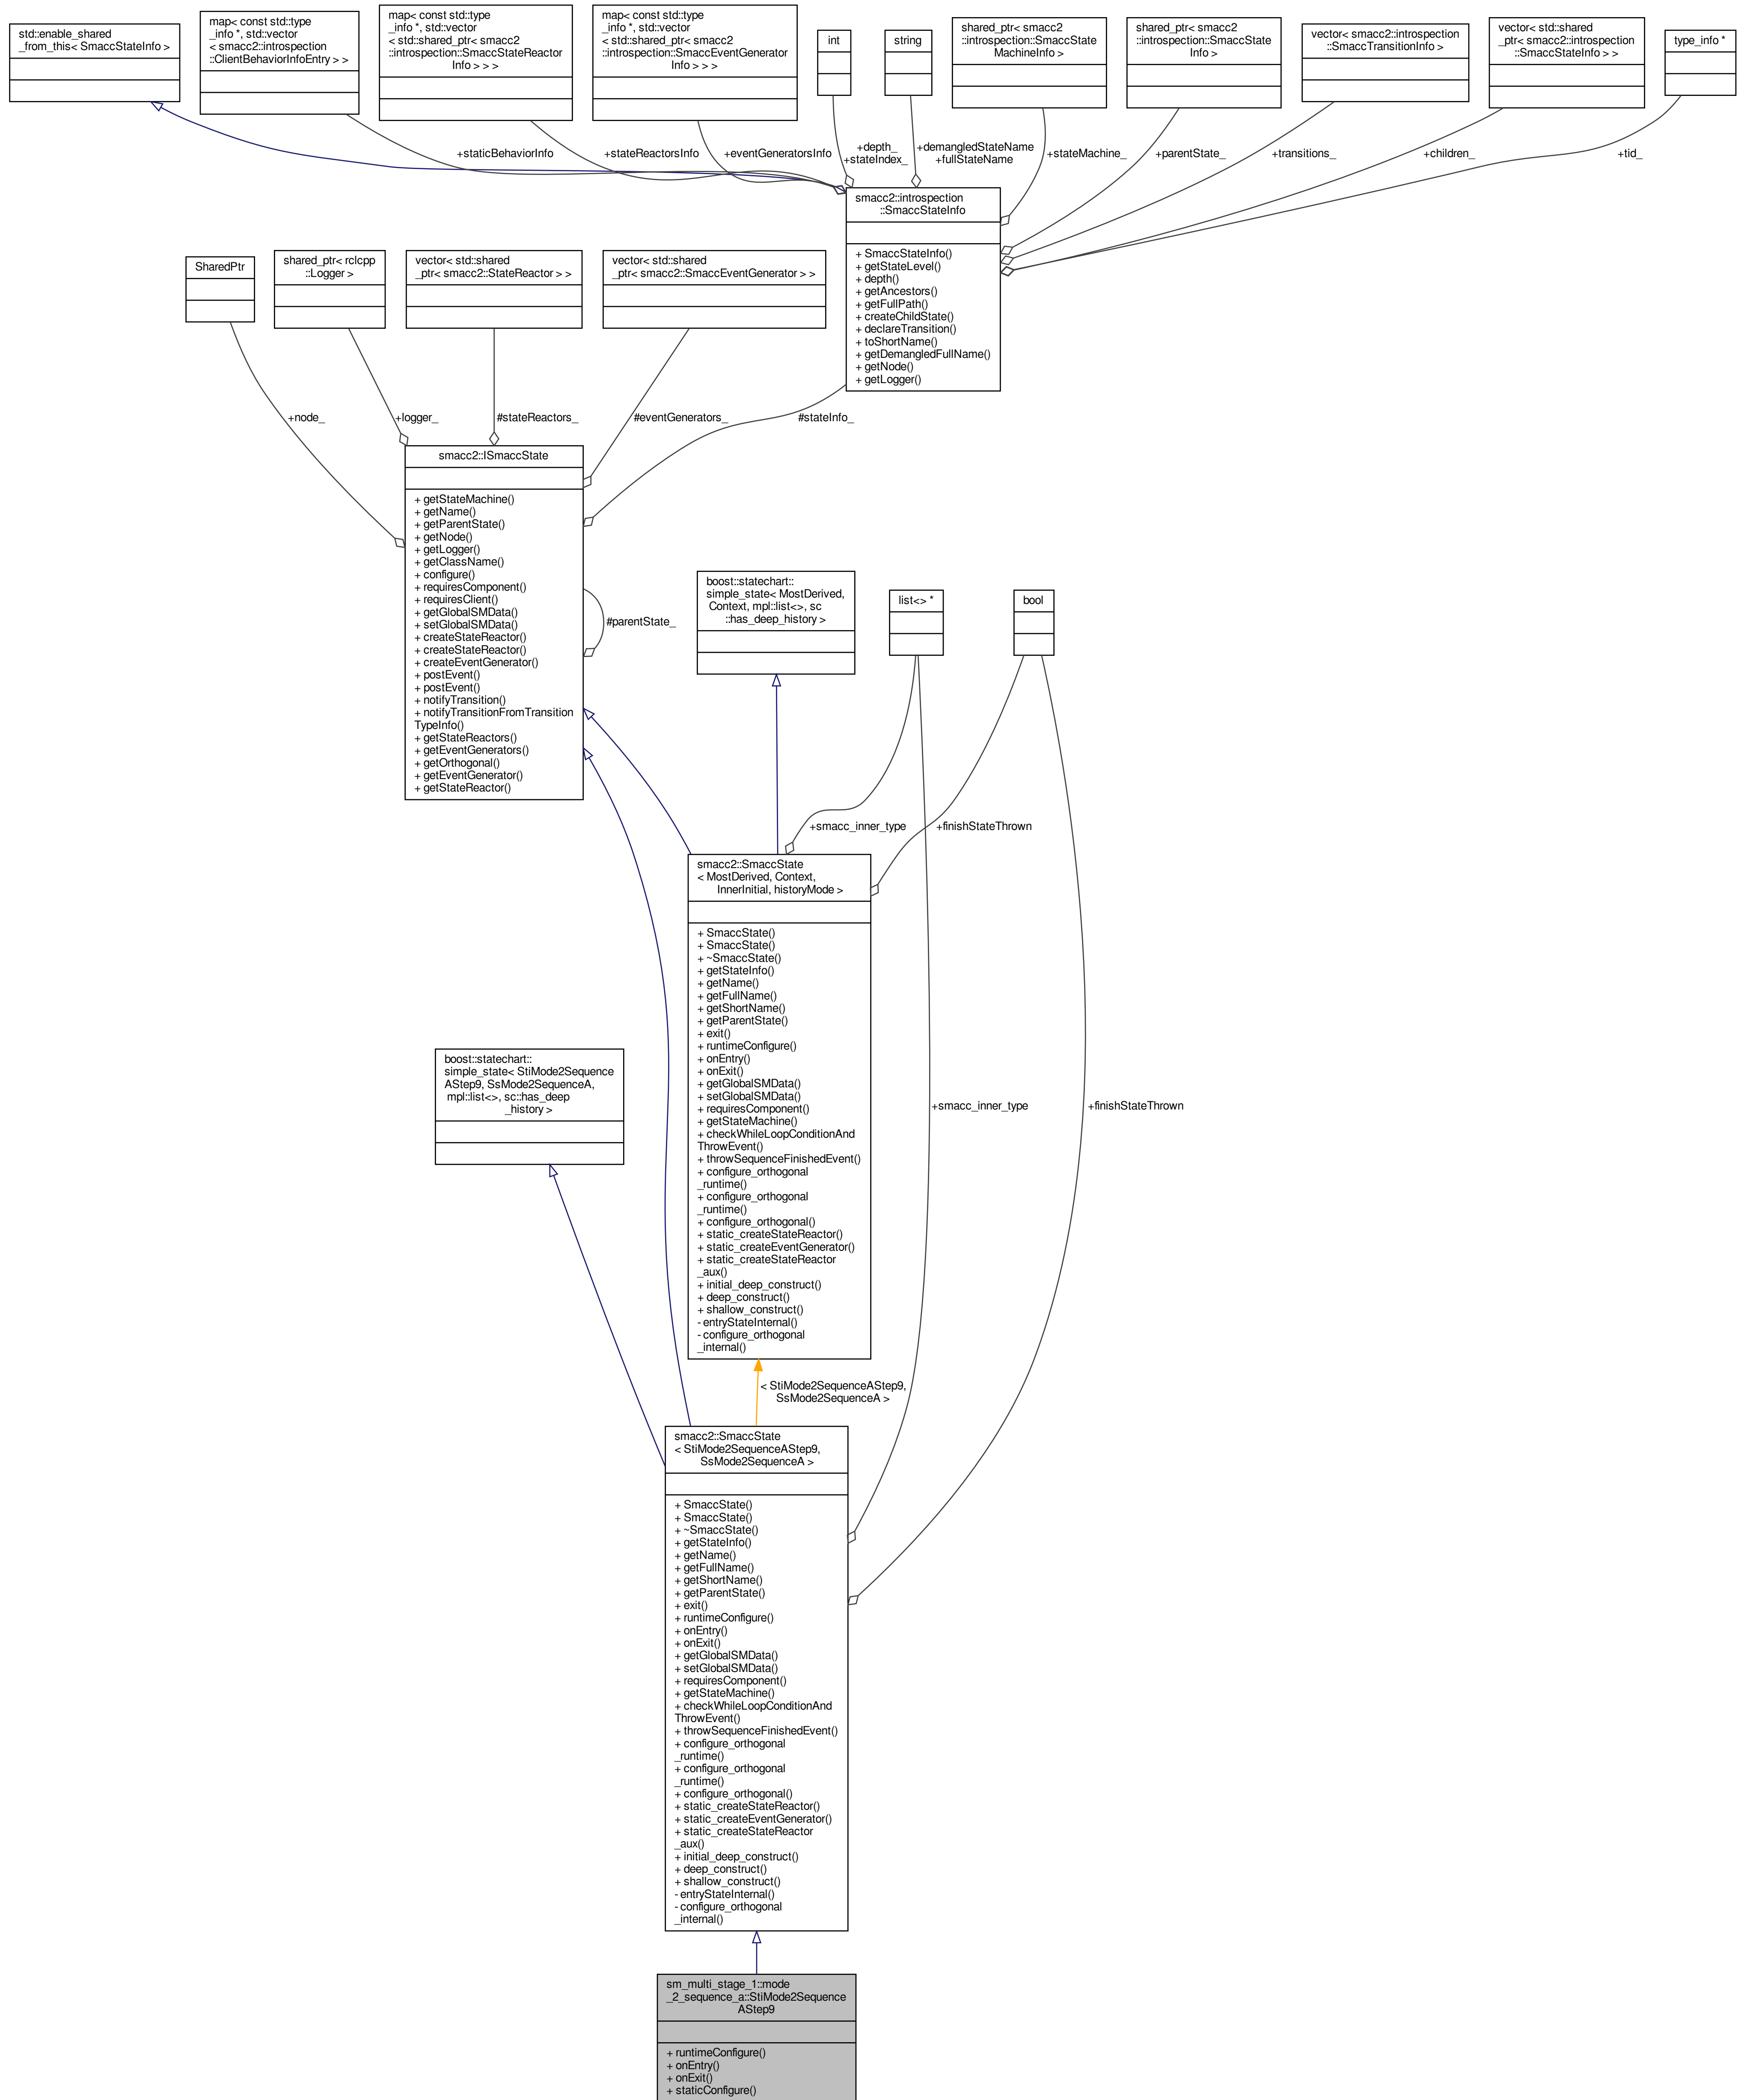 std::enable_shared
_from_this< SmaccStateInfo >
map< const std::type
_info *, std::vector
< smacc2::introspection
::ClientBehaviorInfoEntry > >
map< const std::type
_info *, std::vector
< std::shared_ptr< smacc2
::introspection::SmaccStateReactor
Info > > >
map< const std::type
_info *, std::vector
< std::shared_ptr< smacc2
::introspection::SmaccEventGenerator
Info > > >
int
string
shared_ptr< smacc2
::introspection::SmaccState
MachineInfo >
shared_ptr< smacc2
::introspection::SmaccState
Info >
vector< smacc2::introspection
::SmaccTransitionInfo >
vector< std::shared
_ptr< smacc2::introspection
::SmaccStateInfo > >
type_info *
+staticBehaviorInfo
+stateReactorsInfo
+eventGeneratorsInfo
+depth_
+stateIndex_
+demangledStateName
+fullStateName
+stateMachine_
+parentState_
+transitions_
+children_
+tid_
smacc2::introspection
::SmaccStateInfo
+ SmaccStateInfo()
+ getStateLevel()
+ depth()
+ getAncestors()
+ getFullPath()
+ createChildState()
+ declareTransition()
+ toShortName()
+ getDemangledFullName()
+ getNode()
+ getLogger()
SharedPtr
shared_ptr< rclcpp
::Logger >
vector< std::shared
_ptr< smacc2::StateReactor > >
vector< std::shared
_ptr< smacc2::SmaccEventGenerator > >
+node_
+logger_
#stateReactors_
#eventGenerators_
#stateInfo_
smacc2::ISmaccState
+ getStateMachine()
+ getName()
+ getParentState()
+ getNode()
+ getLogger()
+ getClassName()
+ configure()
+ requiresComponent()
+ requiresClient()
+ getGlobalSMData()
+ setGlobalSMData()
+ createStateReactor()
+ createStateReactor()
+ createEventGenerator()
+ postEvent()
+ postEvent()
+ notifyTransition()
+ notifyTransitionFromTransition
TypeInfo()
+ getStateReactors()
+ getEventGenerators()
+ getOrthogonal()
+ getEventGenerator()
+ getStateReactor()
#parentState_
boost::statechart::
simple_state< MostDerived,
Context, mpl::list<>, sc
::has_deep_history >
list<> *
bool
+smacc_inner_type
+finishStateThrown
smacc2::SmaccState
< MostDerived, Context,
InnerInitial, historyMode >
+ SmaccState()
+ SmaccState()
+ ~SmaccState()
+ getStateInfo()
+ getName()
+ getFullName()
+ getShortName()
+ getParentState()
+ exit()
+ runtimeConfigure()
+ onEntry()
+ onExit()
+ getGlobalSMData()
+ setGlobalSMData()
+ requiresComponent()
+ getStateMachine()
+ checkWhileLoopConditionAnd
ThrowEvent()
+ throwSequenceFinishedEvent()
+ configure_orthogonal
_runtime()
+ configure_orthogonal
_runtime()
+ configure_orthogonal()
+ static_createStateReactor()
+ static_createEventGenerator()
+ static_createStateReactor
_aux()
+ initial_deep_construct()
+ deep_construct()
+ shallow_construct()
- entryStateInternal()
- configure_orthogonal
_internal()
boost::statechart::
simple_state< StiMode2Sequence
AStep9, SsMode2SequenceA,
mpl::list<>, sc::has_deep
_history >
+smacc_inner_type
+finishStateThrown
< StiMode2SequenceAStep9,
SsMode2SequenceA >
smacc2::SmaccState
< StiMode2SequenceAStep9,
SsMode2SequenceA >
+ SmaccState()
+ SmaccState()
+ ~SmaccState()
+ getStateInfo()
+ getName()
+ getFullName()
+ getShortName()
+ getParentState()
+ exit()
+ runtimeConfigure()
+ onEntry()
+ onExit()
+ getGlobalSMData()
+ setGlobalSMData()
+ requiresComponent()
+ getStateMachine()
+ checkWhileLoopConditionAnd
ThrowEvent()
+ throwSequenceFinishedEvent()
+ configure_orthogonal
_runtime()
+ configure_orthogonal
_runtime()
+ configure_orthogonal()
+ static_createStateReactor()
+ static_createEventGenerator()
+ static_createStateReactor
_aux()
+ initial_deep_construct()
+ deep_construct()
+ shallow_construct()
- entryStateInternal()
- configure_orthogonal
_internal()
sm_multi_stage_1::mode
_2_sequence_a::StiMode2Sequence
AStep9
+ runtimeConfigure()
+ onEntry()
+ onExit()
+ staticConfigure()